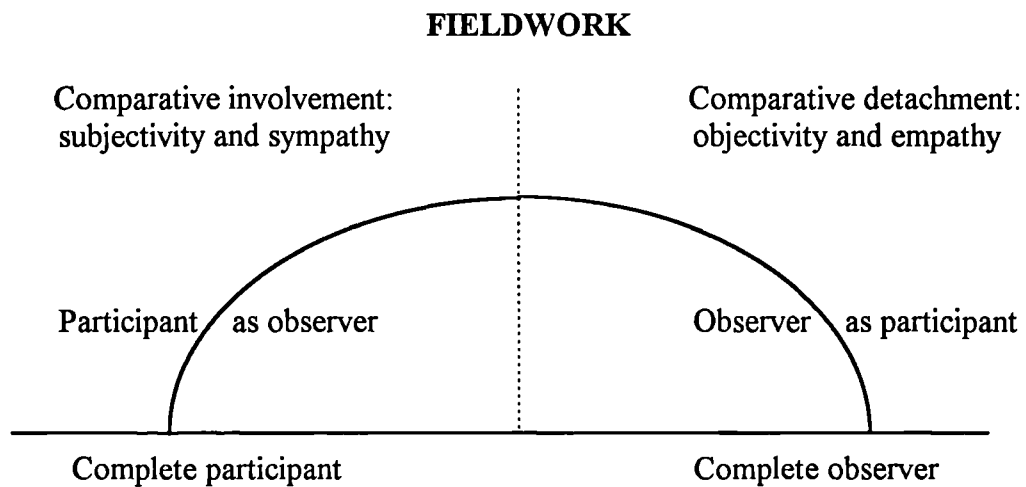 FIELDWORK
Comparative involvement:
subjectivity and sympathy
Comparative detachment:
objectivity and empathy
Participant as observer
Observer as participant
Complete participant
Complete observer